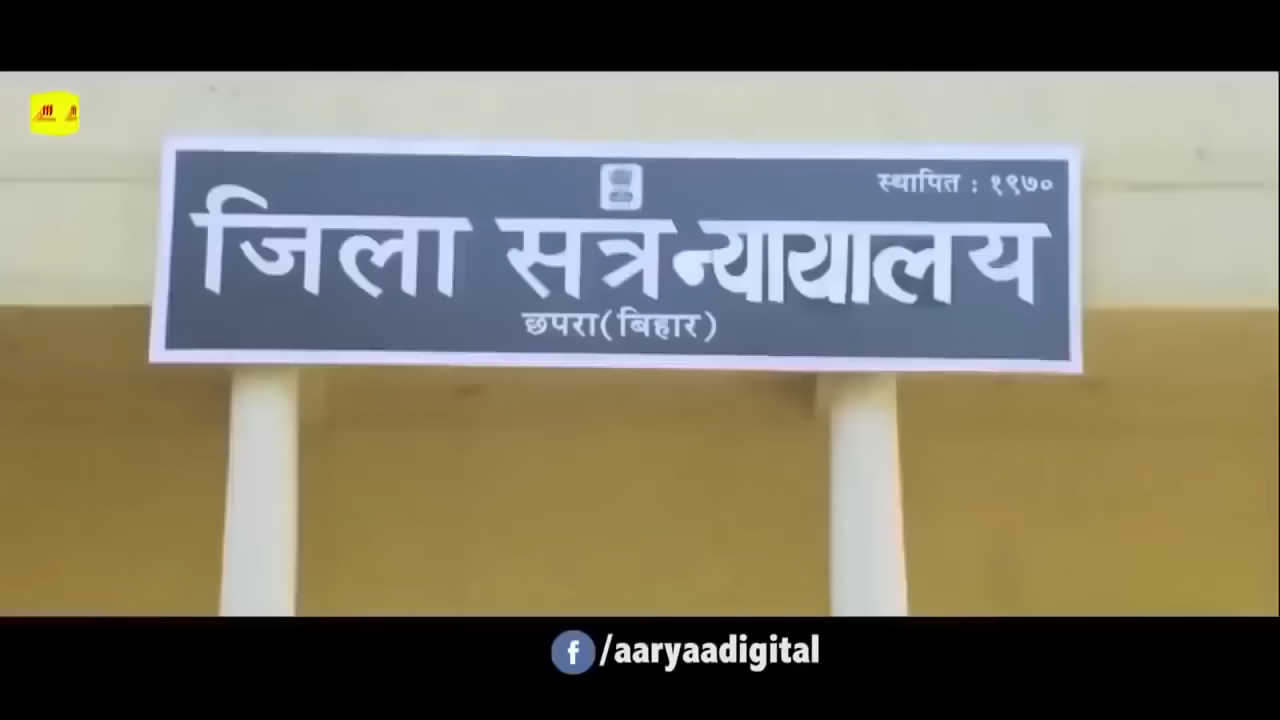 स्थापित : १९७०
जिला सत्र न्यायालय
छपरा(बिहार)
/aaryaadigital